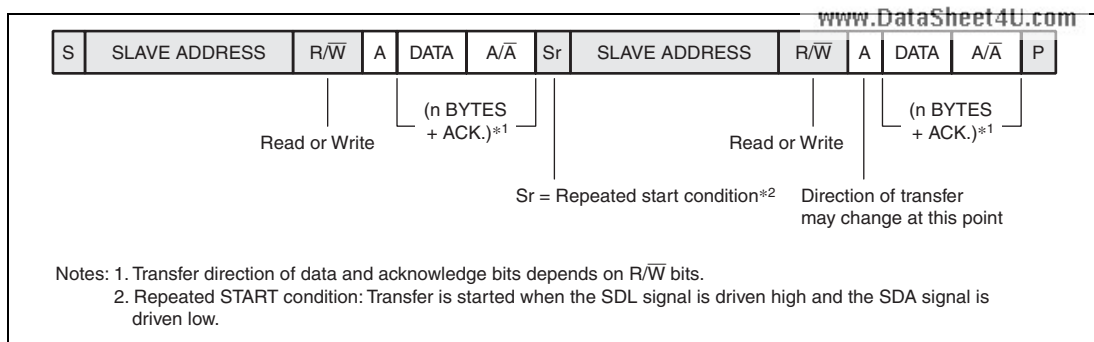 www.DataSheet4U.com
S SLAVE ADDRESS R/W̅ A DATA A/A̅ Sr SLAVE ADDRESS R/W̅ A DATA A/A̅ P
(n BYTES + ACK.)*1
(n BYTES + ACK.)*1
Read or Write
Read or Write
Sr = Repeated start condition*2
Direction of transfer
may change at this point
Notes: 1. Transfer direction of data and acknowledge bits depends on R/W̅ bits.
2. Repeated START condition: Transfer is started when the SDL signal is driven high and the SDA signal is
driven low.